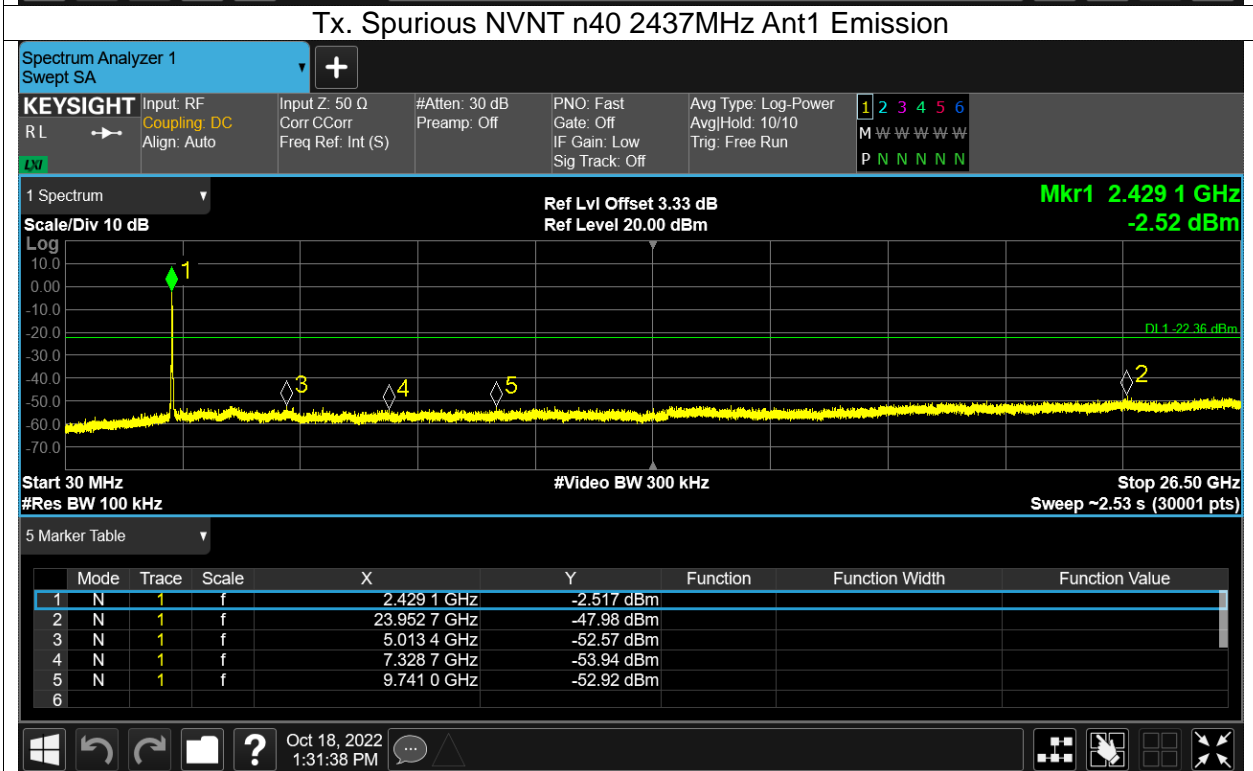 Tx. Spurious NVNT n40 2437MHz Ant1 Emission
Spectrum Analyzer 1
Swept SA
+
KEYSIGHT Input: RF Input Z: 50 Ω #Atten: 30 dB PNO: Fast Avg Type: Log-Power 1 2 3 4 5 6
RL Coupling: DC Corr CCorr Preamp: Off Gate: Off Avg|Hold: 10/10 M W W W W W
Align: Auto Freq Ref: Int (S) IF Gain: Low Trig: Free Run
LXI Sig Track: Off P N N N N N
1 Spectrum Ref Lvl Offset 3.33 dB Mkr1 2.429 1 GHz
Scale/Div 10 dB Ref Level 20.00 dBm -2.52 dBm
Log
10.0
1
0.00
-10.0
-20.0 DL1 -22.36 dBm
-30.0
-40.0 3 4 5 2
-50.0
-60.0
-70.0
Start 30 MHz #Video BW 300 kHz Stop 26.50 GHz
#Res BW 100 kHz Sweep ~2.53 s (30001 pts)
5 Marker Table
Mode Trace Scale X Y Function Function Width Function Value
1 N 1 f 2.429 1 GHz -2.517 dBm
2 N 1 f 23.952 7 GHz -47.98 dBm
3 N 1 f 5.013 4 GHz -52.57 dBm
4 N 1 f 7.328 7 GHz -53.94 dBm
5 N 1 f 9.741 0 GHz -52.92 dBm
6
? Oct 18, 2022
1:31:38 PM